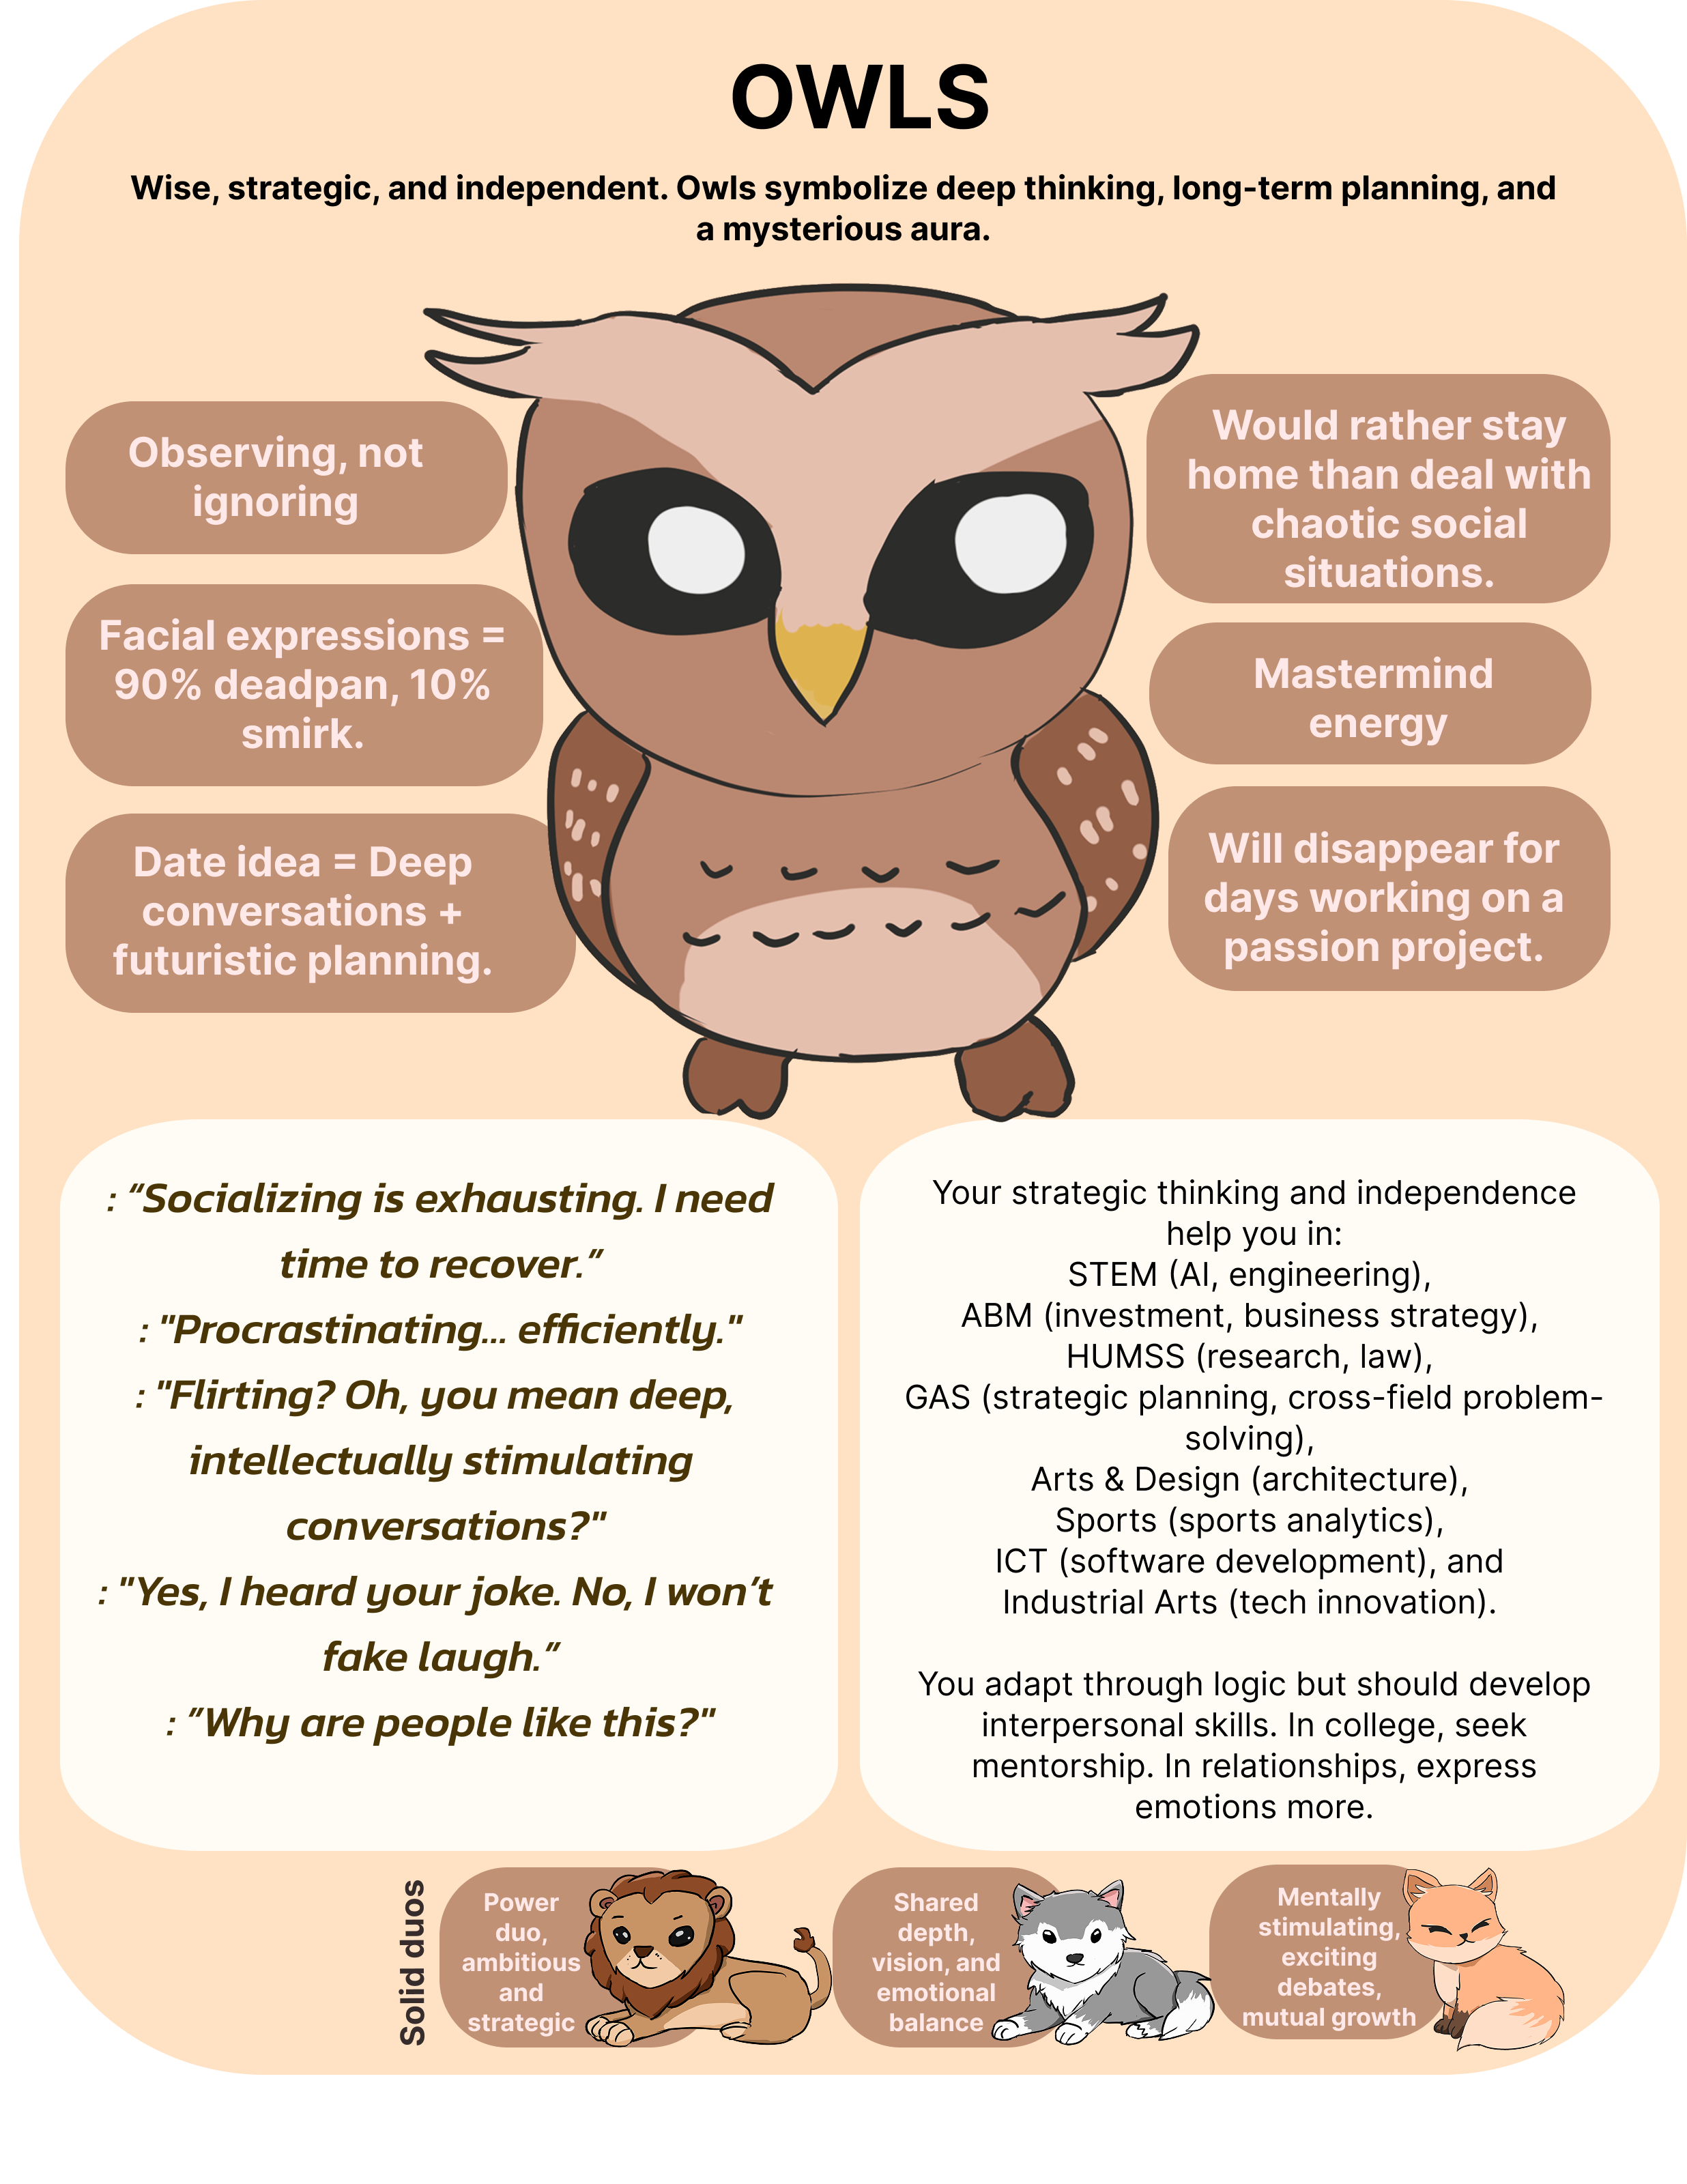 OWLS
Wise, strategic, and independent. Owls symbolize deep thinking, long-term planning, and
a mysterious aura.
Observing, not
ignoring
Facial expressions =
90% deadpan, 10%
smirk.
Date idea = Deep
conversations +
futuristic planning.
Would rather stay
home than deal with
chaotic social
situations.
Mastermind
energy
Will disappear for
days working on a
passion project.
: “Socializing is exhausting. I need
time to recover.”
: "Procrastinating... efficiently."
: "Flirting? Oh, you mean deep,
intellectually stimulating
conversations?"
: "Yes, I heard your joke. No, I won’t
fake laugh.”
: ”Why are people like this?"
Your strategic thinking and independence
help you in:
STEM (AI, engineering),
ABM (investment, business strategy),
HUMSS (research, law),
GAS (strategic planning, cross-field problem-
solving),
Arts & Design (architecture),
Sports (sports analytics),
ICT (software development), and
Industrial Arts (tech innovation).
You adapt through logic but should develop
interpersonal skills. In college, seek
mentorship. In relationships, express
emotions more.
Solid duos
Power
duo,
ambitious
and
strategic
Shared
depth,
vision, and
emotional
balance
Mentally
stimulating,
exciting
debates,
mutual growth